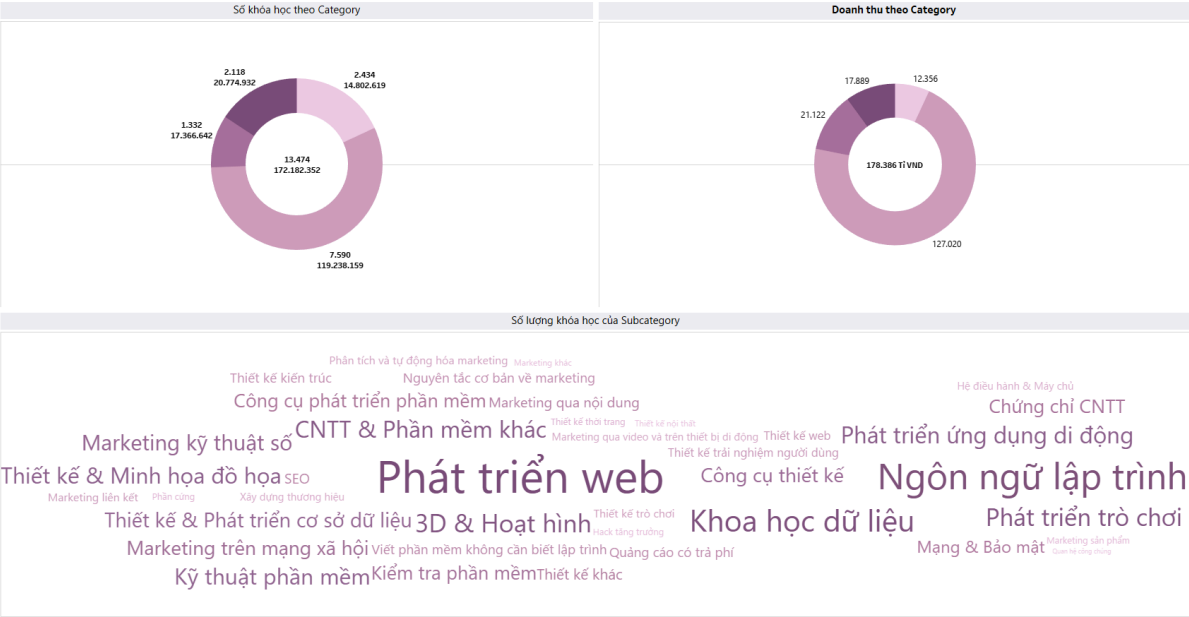 Số khóa học theo Category
Doanh thu theo Category
2.118
20.774.932
2.434
14.802.619
1.332
17.366.642
13.474
172.182.352
7.590
119.238.159
17.889
12.356
21.122
178.386 Tỉ VND
127.020
Số lượng khóa học của Subcategory
Phân tích và tự động hóa marketing
Marketing khác
Thiết kế kiến trúc
Nguyên tắc cơ bản về marketing
Hệ điều hành & Máy chủ
Công cụ phát triển phần mềm
Marketing qua nội dung
Chứng chỉ CNTT
Marketing kỹ thuật số
CNTT & Phần mềm khác
Thiết kế thời trang
Thiết kế nội thất
Marketing qua video và trên thiết bị di động
Thiết kế web
Phát triển ứng dụng di động
Thiết kế trải nghiệm người dùng
Thiết kế & Minh họa đồ họa
SEO
Phát triển web
Công cụ thiết kế
Ngôn ngữ lập trình
Marketing liên kết
Phần cứng
Xây dựng thương hiệu
Thiết kế & Phát triển cơ sở dữ liệu
3D & Hoạt hình
Thiết kế trò chơi
Hack tăng trưởng
Khoa học dữ liệu
Phát triển trò chơi
Marketing trên mạng xã hội
Viết phần mềm không cần biết lập trình
Quảng cáo có trả phí
Mạng & Bảo mật
Marketing sản phẩm
Quan hệ công chúng
Kỹ thuật phần mềm
Kiểm tra phần mềm
Thiết kế khác